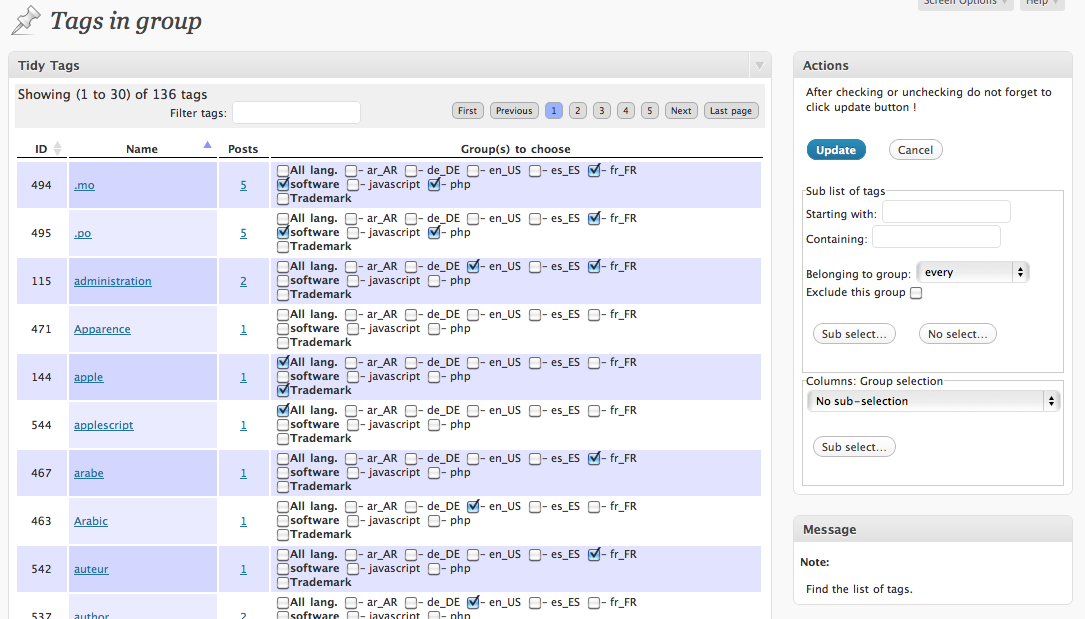 Screen Options
Help
Tags in group
Tidy Tags
Showing (1 to 30) of 136 tags
Filter tags:
First Previous 1 2 3 4 5 Next Last page
ID Name Posts Group(s) to choose
494 .mo 5
All lang. - ar_AR - de_DE - en_US - es_ES - fr_FR
software - javascript - php
Trademark
495 .po 5
All lang. - ar_AR - de_DE - en_US - es_ES - fr_FR
software - javascript - php
Trademark
115 administration 2
All lang. - ar_AR - de_DE - en_US - es_ES - fr_FR
software - javascript - php
Trademark
471 Apparence 1
All lang. - ar_AR - de_DE - en_US - es_ES - fr_FR
software - javascript - php
Trademark
144 apple 1
All lang. - ar_AR - de_DE - en_US - es_ES - fr_FR
software - javascript - php
Trademark
544 applescript 1
All lang. - ar_AR - de_DE - en_US - es_ES - fr_FR
software - javascript - php
Trademark
467 arabe 1
All lang. - ar_AR - de_DE - en_US - es_ES - fr_FR
software - javascript - php
Trademark
463 Arabic 1
All lang. - ar_AR - de_DE - en_US - es_ES - fr_FR
software - javascript - php
Trademark
542 auteur 1
All lang. - ar_AR - de_DE - en_US - es_ES - fr_FR
software - javascript - php
Trademark
537 author 2
All lang. - ar_AR - de_DE - en_US - es_ES - fr_FR
software - javascript - php
Actions
After checking or unchecking do not forget to
click update button !
Update Cancel
Sub list of tags
Starting with:
Containing:
Belonging to group: every
Exclude this group
Sub select... No select...
Columns: Group selection
No sub-selection
Sub select...
Message
Note:
Find the list of tags.